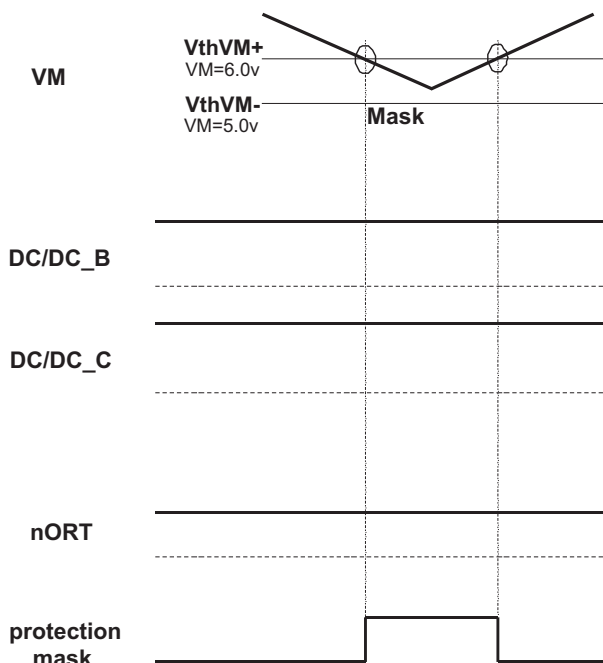 VthVM+
VM=6.0v
VM
VthVM-
VM=5.0v
Mask
DC/DC_B
DC/DC_C
nORT
protection
mask